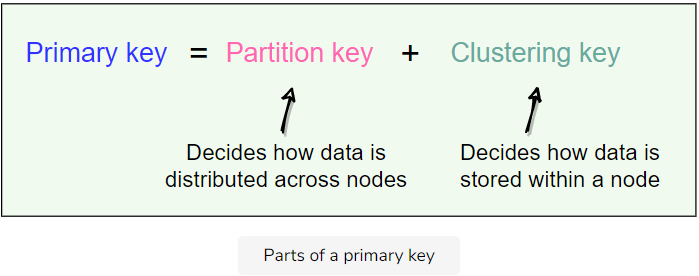 Primary key = Partition key + Clustering key
Decides how data is distributed across nodes
Decides how data is stored within a node
Parts of a primary key